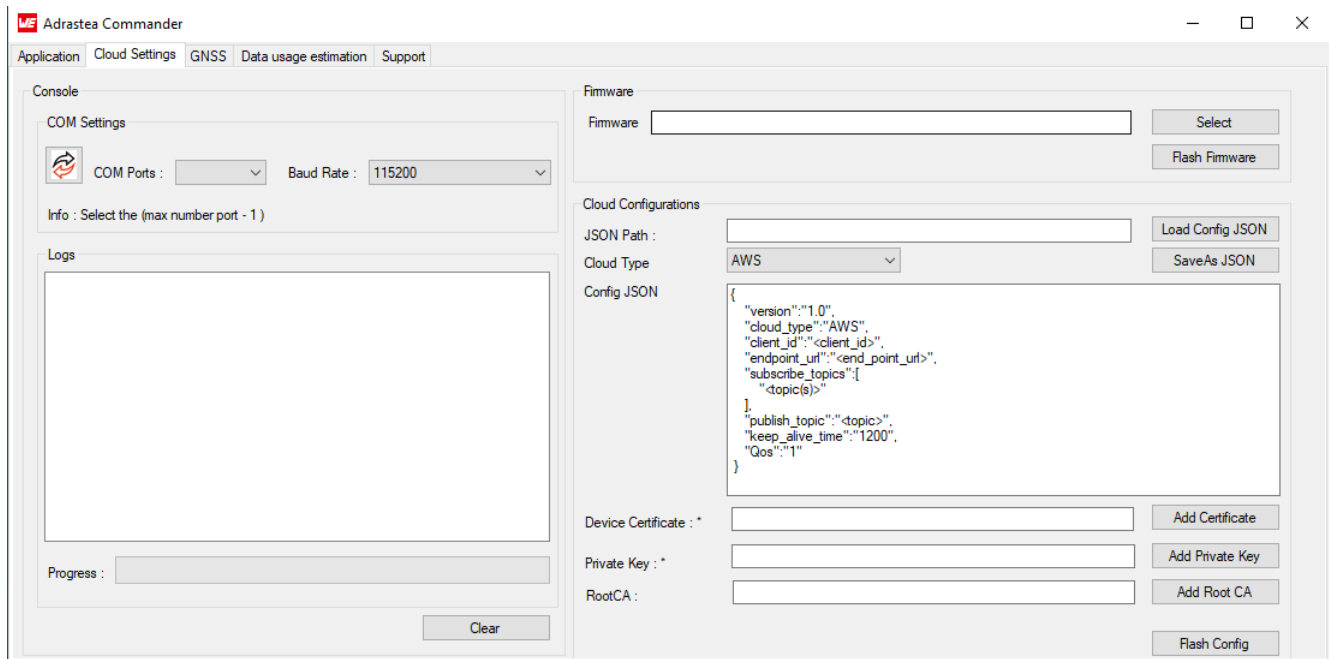 WE Adrastea Commander
Application Cloud Settings GNSS Data usage estimation Support
Console
COM Settings
COM Ports : Baud Rate : 115200
Info : Select the (max number port - 1 )
Logs
Progress :
Clear
Firmware
Firmware Select
Flash Firmware
Cloud Configurations
JSON Path : Load Config JSON
Cloud Type AWS SaveAs JSON
Config JSON
{
"version":"1.0",
"cloud_type":"AWS",
"client_id":"<client_id>",
"endpoint_url":"<end_point_url>",
"subscribe_topics":[
"<topic(s)>"
],
"publish_topic":"<topic>",
"keep_alive_time":"1200",
"Qos":"1"
}
Device Certificate : * Add Certificate
Private Key : * Add Private Key
RootCA : Add Root CA
Flash Config